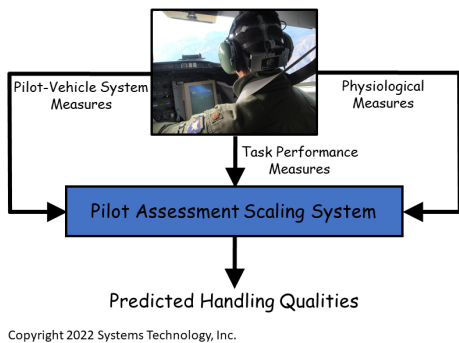 Pilot-Vehicle System
Measures
Physiological
Measures
Task Performance
Measures
Pilot Assessment Scaling System
Predicted Handling Qualities
Copyright 2022 Systems Technology, Inc.